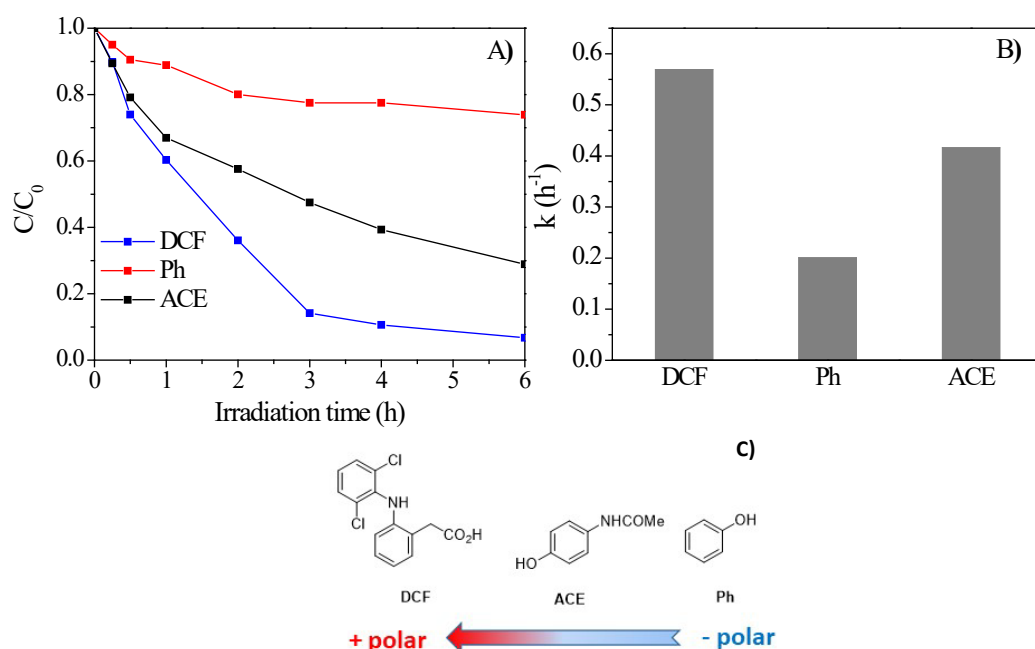 A)
1.0
0.8
0.6
0.4
0.2
0.0
C/C₀
DCF
Ph
ACE
0 1 2 3 4 5 6
Irradiation time (h)
B)
0.6
0.5
0.4
0.3
0.2
0.1
0.0
k (h⁻¹)
DCF Ph ACE
C)
Cl
NH
Cl
CO₂H
DCF
NHCOMe
HO
ACE
OH
Ph
+ polar
- polar